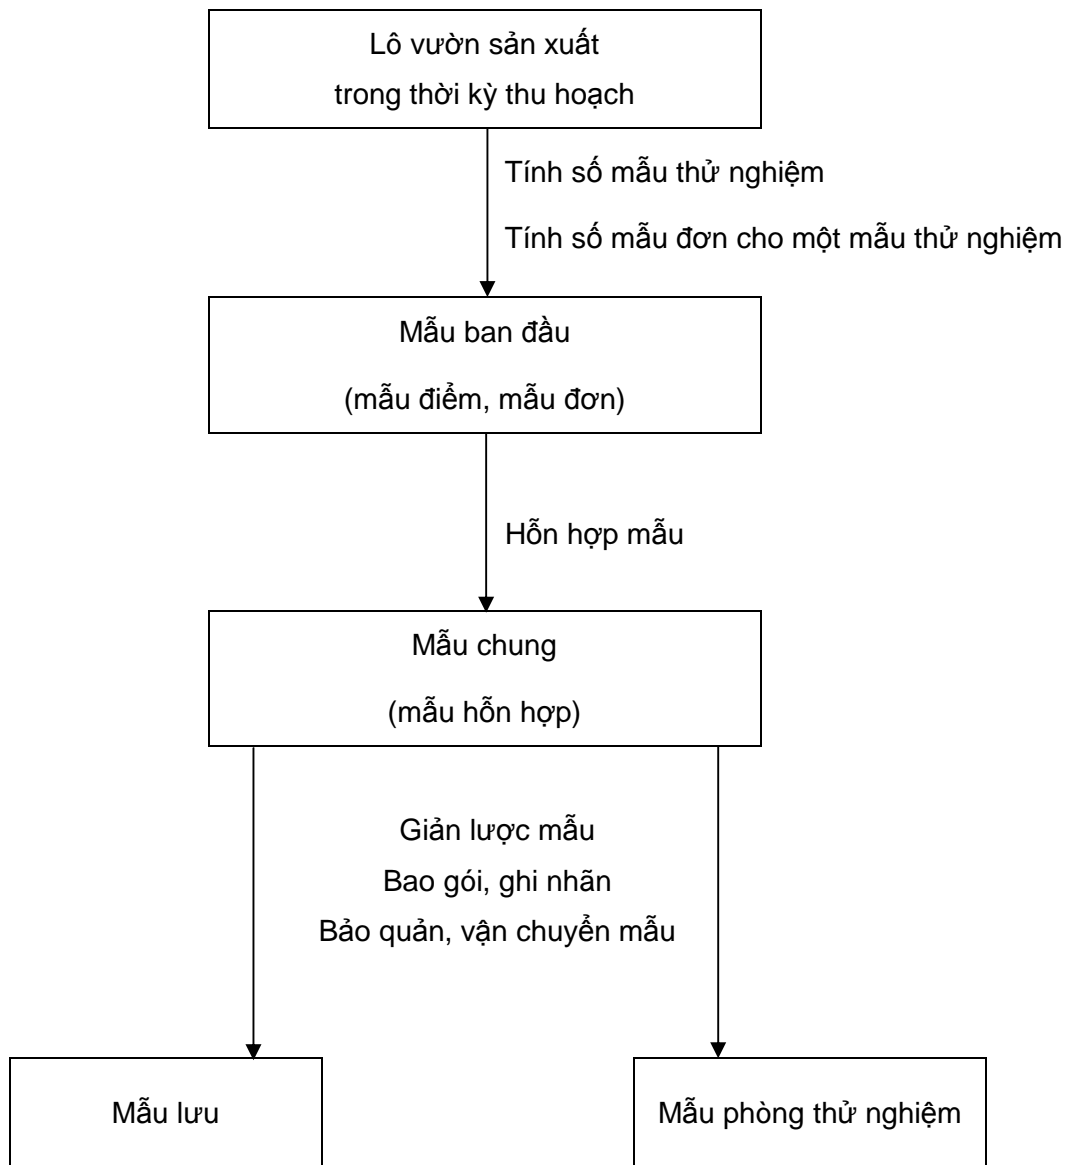 Lô vườn sản xuất
trong thời kỳ thu hoạch
Tính số mẫu thử nghiệm
Tính số mẫu đơn cho một mẫu thử nghiệm
Mẫu ban đầu
(mẫu điểm, mẫu đơn)
Hỗn hợp mẫu
Mẫu chung
(mẫu hỗn hợp)
Giản lược mẫu
Bao gói, ghi nhãn
Bảo quản, vận chuyển mẫu
Mẫu lưu
Mẫu phòng thử nghiệm